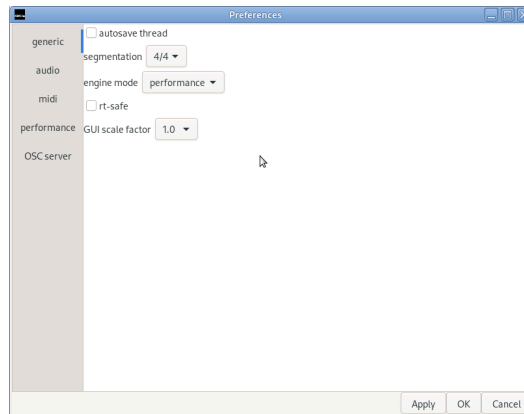 Preferences
generic
audio
midi
performance
OSC server
autosave thread
segmentation 4/4
engine mode performance
rt-safe
GUI scale factor 1.0
Apply OK Cancel